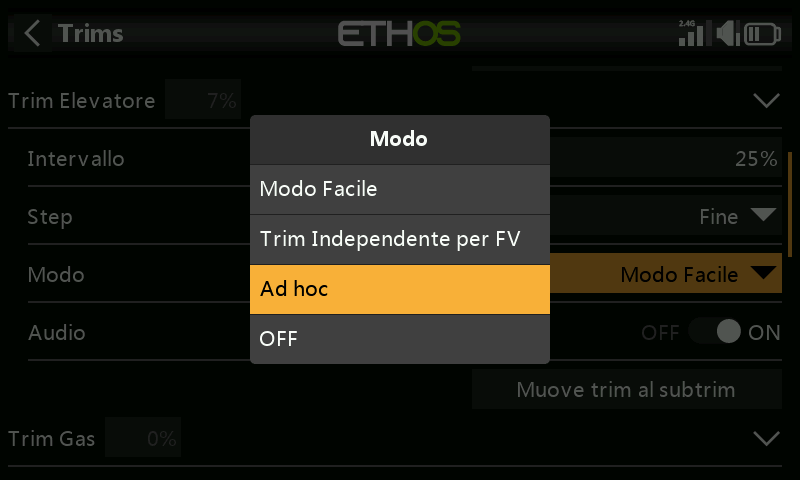 Trims
ETHOS
2.4G
Trim Elevatore 7%
Intervallo 25%
Step Fine
Modo Modo Facile
Audio OFF ON
Muove trim al subtrim
Trim Gas 0%
Modo
Modo Facile
Trim Independente per FV
Ad hoc
OFF